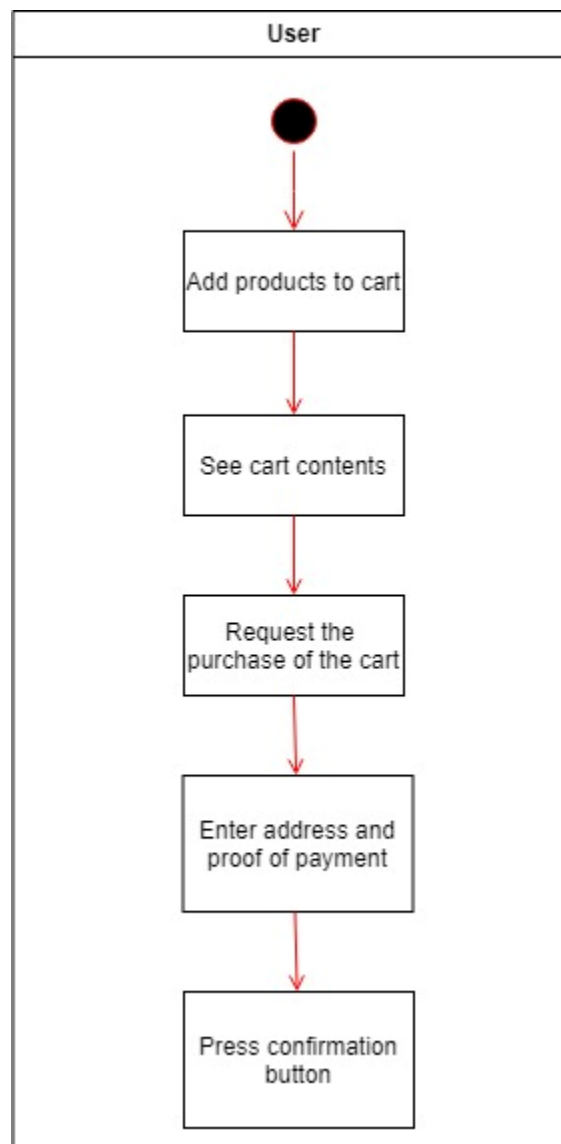 User
Add products to cart
See cart contents
Request the
purchase of the cart
Enter address and
proof of payment
Press confirmation
button